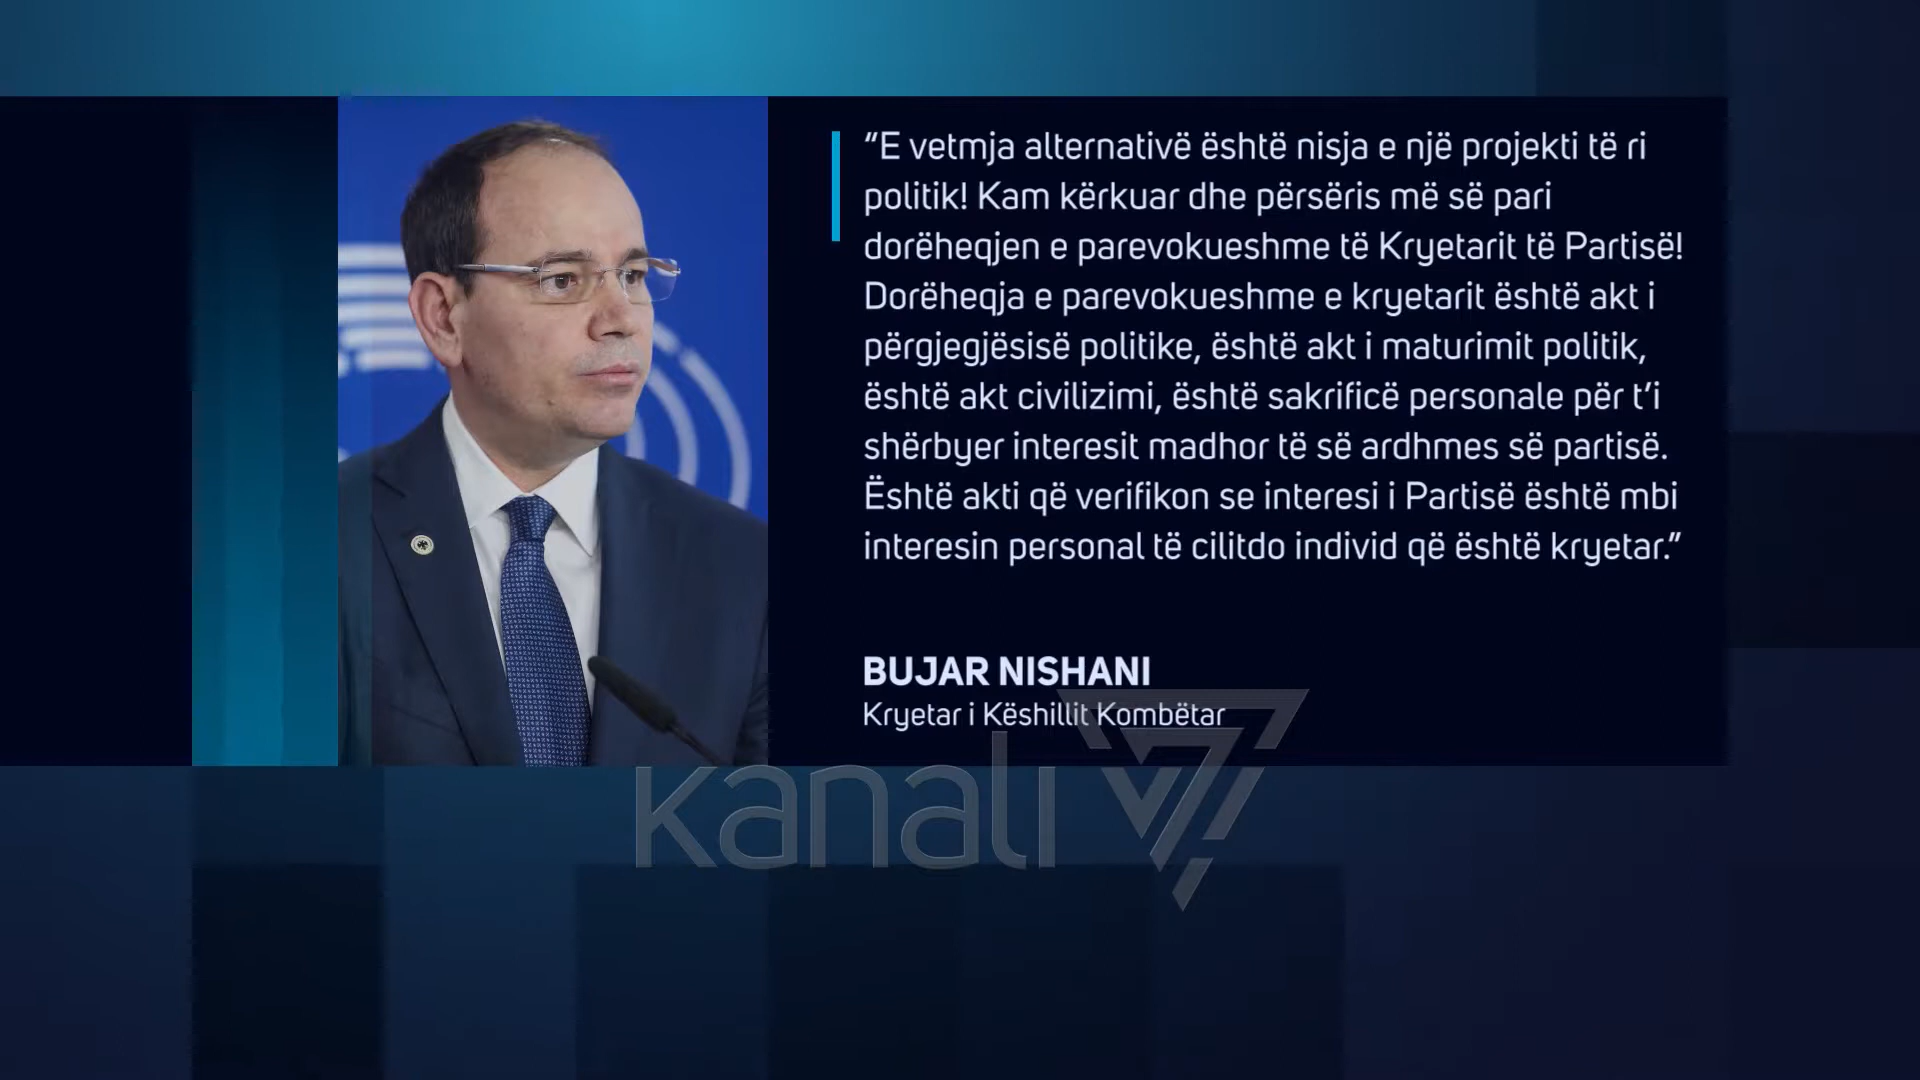 “E vetmja alternativë është nisja e një projekti të ri
politik! Kam kërkuar dhe përsëris më së pari
dorëheqjen e parevokueshme të Kryetarit të Partisë!
Dorëheqja e parevokueshme e kryetarit është akt i
përgjegjësisë politike, është akt i maturimit politik,
është akt civilizimi, është sakrificë personale për t’i
shërbyer interesit madhor të së ardhmes së partisë.
Është akti që verifikon se interesi i Partisë është mbi
interesin personal të cilitdo individ që është kryetar.”
BUJAR NISHANI
Kryetar i Këshillit Kombëtar
kanali 7